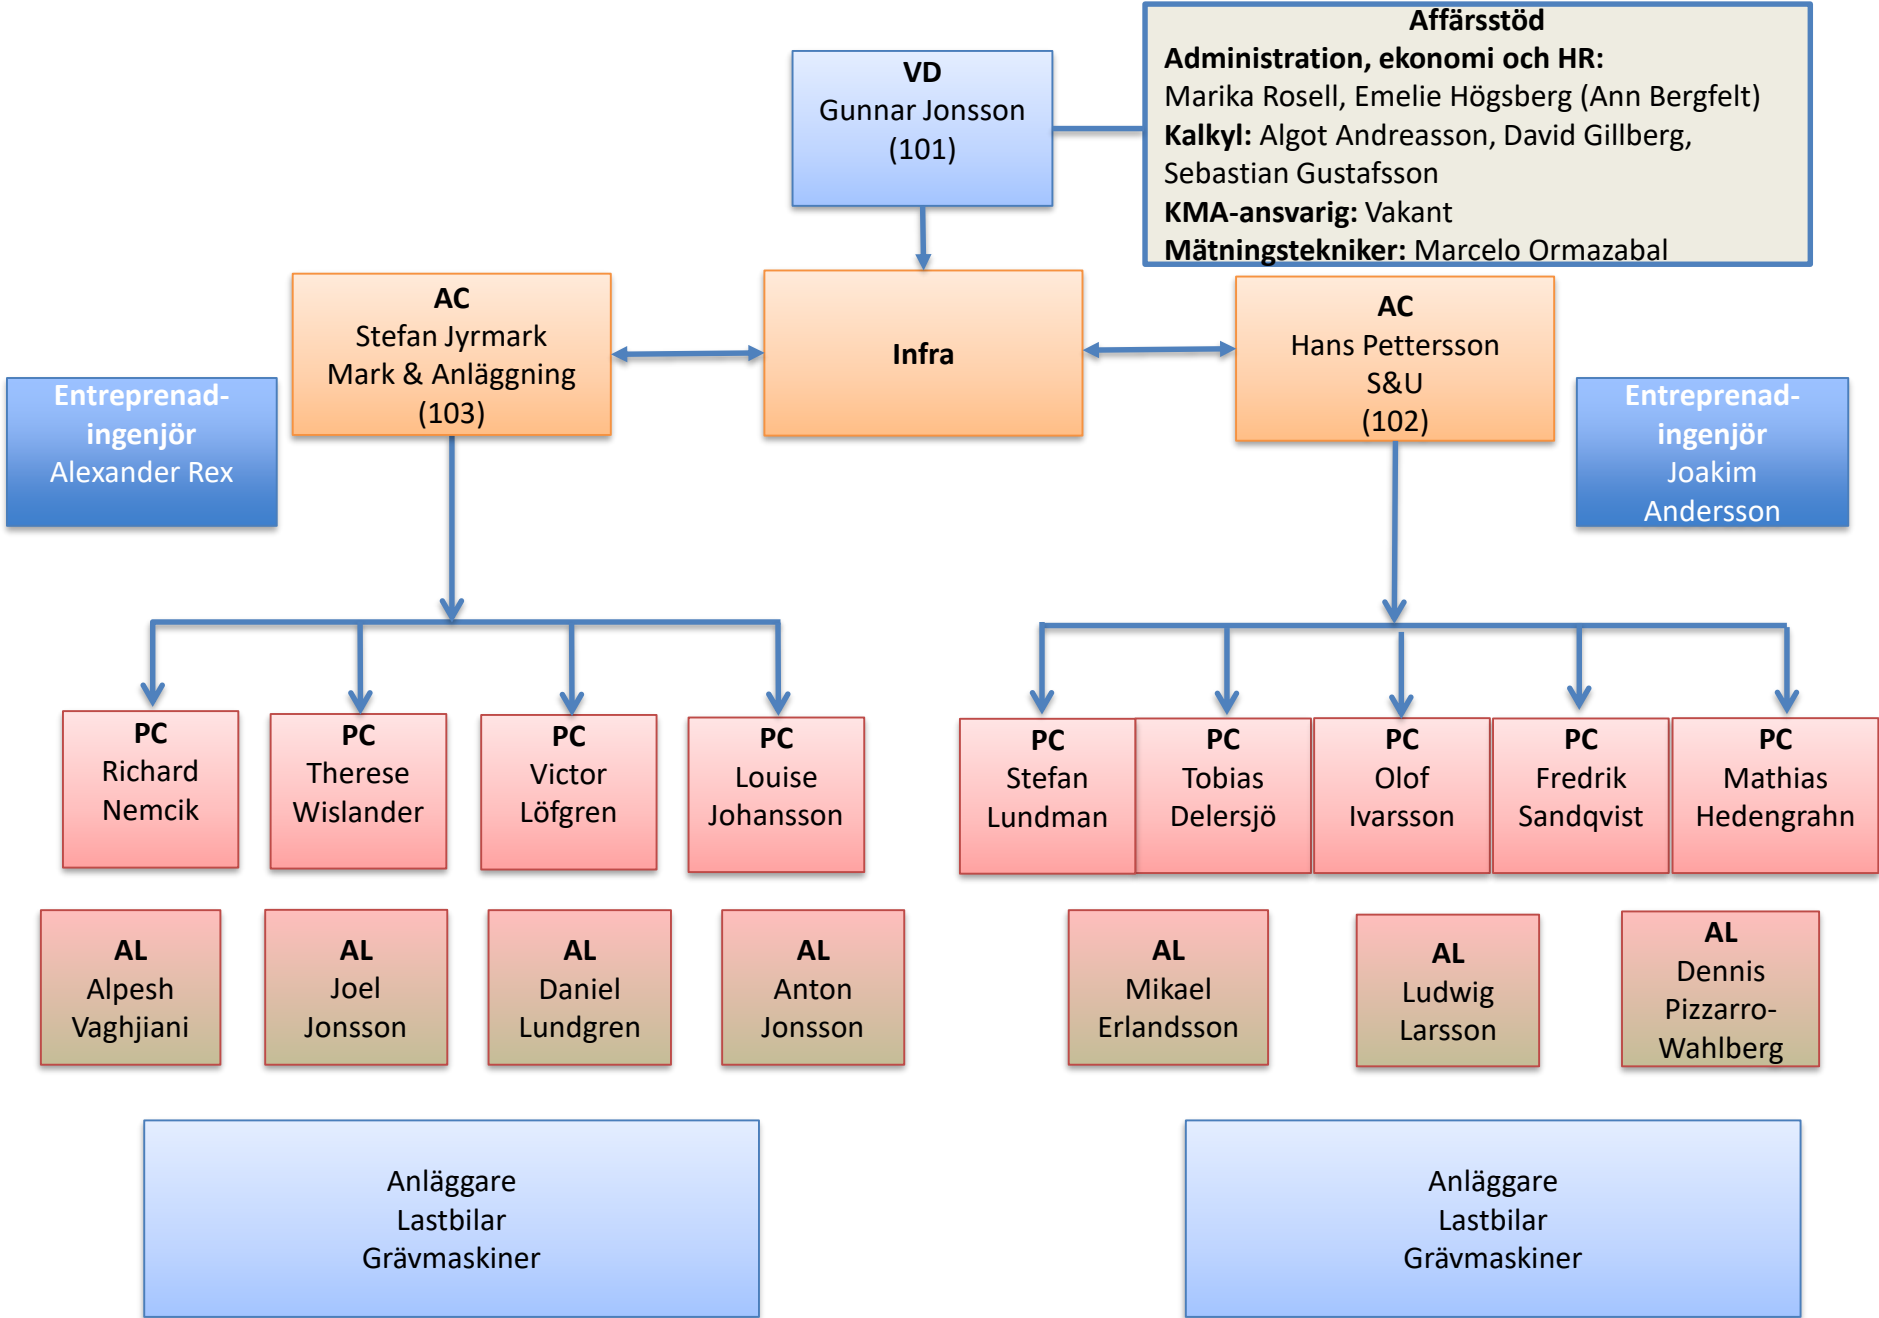 Affärsstöd
Administration, ekonomi och HR:
Marika Rosell, Emelie Högsberg (Ann Bergfelt)
Kalkyl: Algot Andreasson, David Gillberg,
Sebastian Gustafsson
KMA-ansvarig: Vakant
Mätningstekniker: Marcelo Ormazabal
VD
Gunnar Jonsson
(101)
AC
Stefan Jyrmark
Mark & Anläggning
(103)
Infra
AC
Hans Pettersson
S&U
(102)
Entreprenad-
ingenjör
Alexander Rex
Entreprenad-
ingenjör
Joakim
Andersson
PC
Richard
Nemcik
PC
Therese
Wislander
PC
Victor
Löfgren
PC
Louise
Johansson
PC
Stefan
Lundman
PC
Tobias
Delersjö
PC
Olof
Ivarsson
PC
Fredrik
Sandqvist
PC
Mathias
Hedengrahn
AL
Alpesh
Vaghjiani
AL
Joel
Jonsson
AL
Daniel
Lundgren
AL
Anton
Jonsson
AL
Mikael
Erlandsson
AL
Ludwig
Larsson
AL
Dennis
Pizzarro-
Wahlberg
Anläggare
Lastbilar
Grävmaskiner
Anläggare
Lastbilar
Grävmaskiner